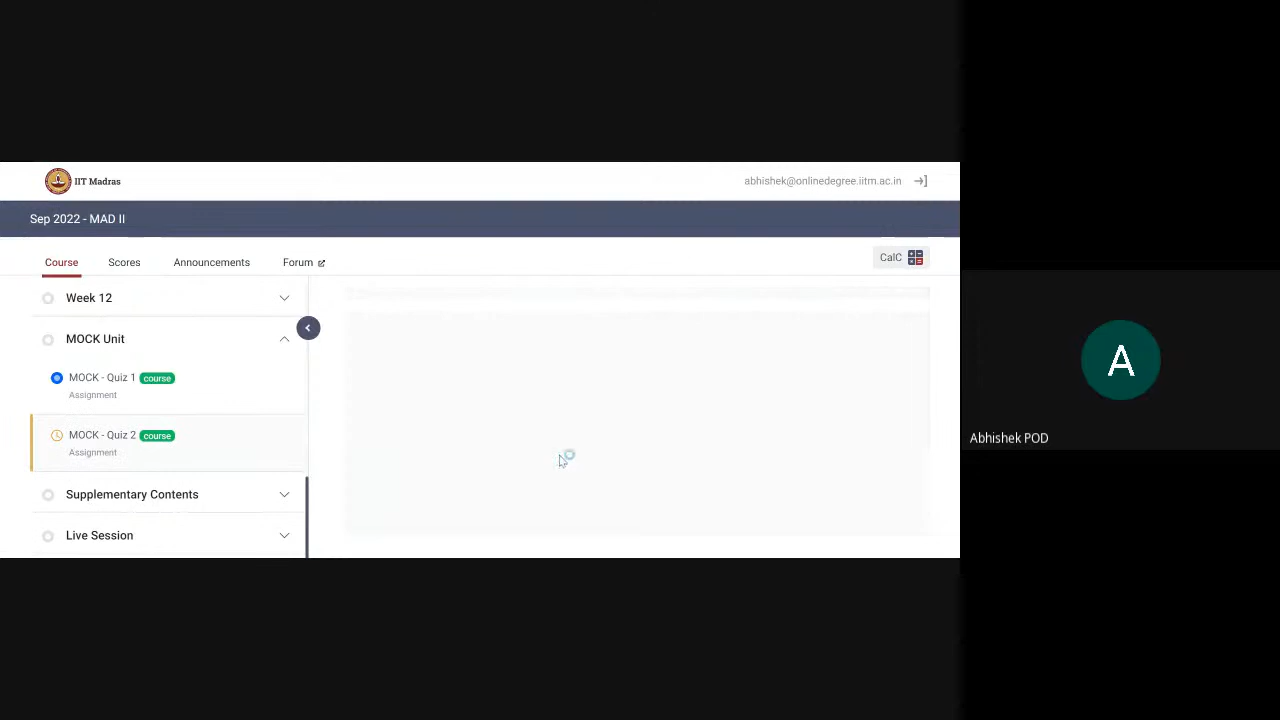 IIT Madras
abhishek@onlinedegree.iitm.ac.in
Sep 2022 - MAD II
Course Scores Announcements Forum
CalC
Week 12
MOCK Unit
MOCK - Quiz 1 course
Assignment
MOCK - Quiz 2 course
Assignment
Supplementary Contents
Live Session
A
Abhishek POD